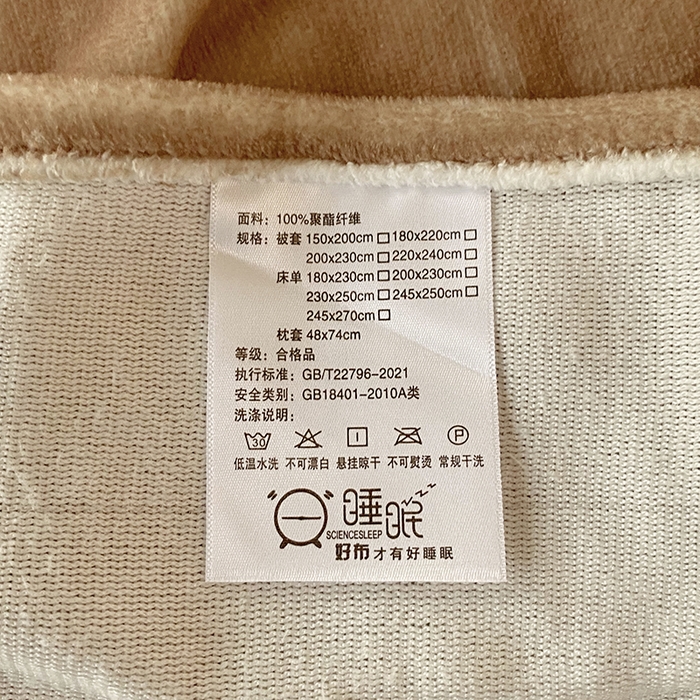 面料：100%聚酯纤维
规格：被套 150x200cm□ 180x220cm□
200x230cm□ 220x240cm□
床单 180x230cm□ 200x230cm□
230x250cm□ 245x250cm□
245x270cm□
枕套 48x74cm
等级：合格品
执行标准：GB/T22796-2021
安全类别：GB18401-2010A类
洗涤说明：
30 P
低温水洗 不可漂白 悬挂晾干 不可熨烫 常规干洗
睡眠zzz
SCIENCESLEEP
好布才有好睡眠